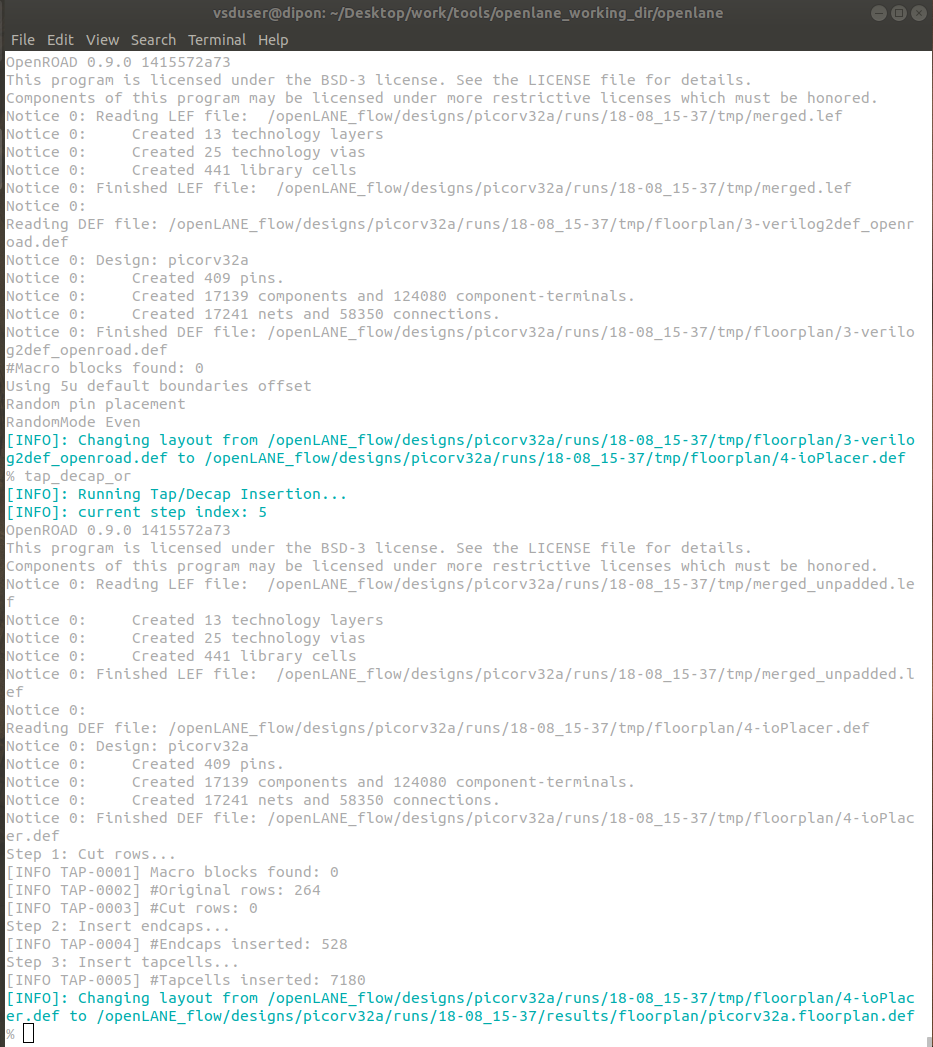 vsduser@dipon: ~/Desktop/work/tools/openlane_working_dir/openlane
File Edit View Search Terminal Help
OpenROAD 0.9.0 1415572a73
This program is licensed under the BSD-3 license. See the LICENSE file for details.
Components of this program may be licensed under more restrictive licenses which must be honored.
Notice 0: Reading LEF file:  /openLANE_flow/designs/picorv32a/runs/18-08_15-37/tmp/merged.lef
Notice 0:     Created 13 technology layers
Notice 0:     Created 25 technology vias
Notice 0:     Created 441 library cells
Notice 0: Finished LEF file:  /openLANE_flow/designs/picorv32a/runs/18-08_15-37/tmp/merged.lef
Notice 0:
Reading DEF file: /openLANE_flow/designs/picorv32a/runs/18-08_15-37/tmp/floorplan/3-verilog2def_openr
oad.def
Notice 0: Design: picorv32a
Notice 0:     Created 409 pins.
Notice 0:     Created 17139 components and 124080 component-terminals.
Notice 0:     Created 17241 nets and 58350 connections.
Notice 0: Finished DEF file: /openLANE_flow/designs/picorv32a/runs/18-08_15-37/tmp/floorplan/3-verilo
g2def_openroad.def
#Macro blocks found: 0
Using 5u default boundaries offset
Random pin placement
RandomMode Even
[INFO]: Changing layout from /openLANE_flow/designs/picorv32a/runs/18-08_15-37/tmp/floorplan/3-verilo
g2def_openroad.def to /openLANE_flow/designs/picorv32a/runs/18-08_15-37/tmp/floorplan/4-ioPlacer.def
% tap_decap_or
[INFO]: Running Tap/Decap Insertion...
[INFO]: current step index: 5
OpenROAD 0.9.0 1415572a73
This program is licensed under the BSD-3 license. See the LICENSE file for details.
Components of this program may be licensed under more restrictive licenses which must be honored.
Notice 0: Reading LEF file:  /openLANE_flow/designs/picorv32a/runs/18-08_15-37/tmp/merged_unpadded.le
f
Notice 0:     Created 13 technology layers
Notice 0:     Created 25 technology vias
Notice 0:     Created 441 library cells
Notice 0: Finished LEF file:  /openLANE_flow/designs/picorv32a/runs/18-08_15-37/tmp/merged_unpadded.l
ef
Notice 0:
Reading DEF file: /openLANE_flow/designs/picorv32a/runs/18-08_15-37/tmp/floorplan/4-ioPlacer.def
Notice 0: Design: picorv32a
Notice 0:     Created 409 pins.
Notice 0:     Created 17139 components and 124080 component-terminals.
Notice 0:     Created 17241 nets and 58350 connections.
Notice 0: Finished DEF file: /openLANE_flow/designs/picorv32a/runs/18-08_15-37/tmp/floorplan/4-ioPlac
er.def
Step 1: Cut rows...
[INFO TAP-0001] Macro blocks found: 0
[INFO TAP-0002] #Original rows: 264
[INFO TAP-0003] #Cut rows: 0
Step 2: Insert endcaps...
[INFO TAP-0004] #Endcaps inserted: 528
Step 3: Insert tapcells...
[INFO TAP-0005] #Tapcells inserted: 7180
[INFO]: Changing layout from /openLANE_flow/designs/picorv32a/runs/18-08_15-37/tmp/floorplan/4-ioPlac
er.def to /openLANE_flow/designs/picorv32a/runs/18-08_15-37/results/floorplan/picorv32a.floorplan.def
%